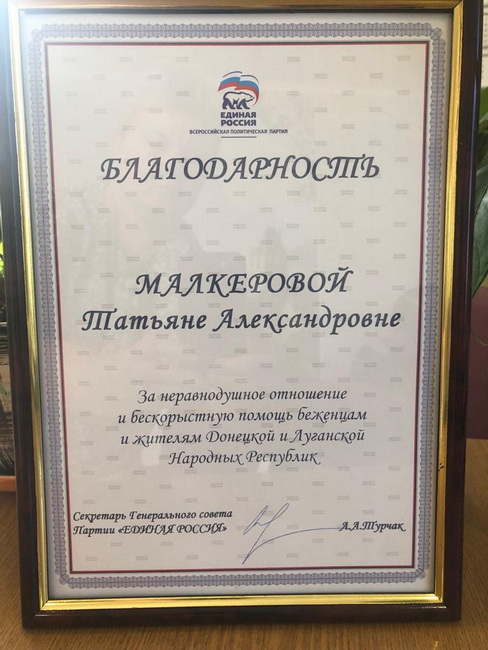 ЕДИНАЯ
РОССИЯ
ВСЕРОССИЙСКАЯ ПОЛИТИЧЕСКАЯ ПАРТИЯ
БЛАГОДАРНОСТЬ
МАЛКЕРОВОЙ
Татьяне Александровне
За неравнодушное отношение
и бескорыстную помощь беженцам
и жителям Донецкой и Луганской
Народных Республик
Секретарь Генерального совета
Партии «ЕДИНАЯ РОССИЯ»
А.А.Турчак